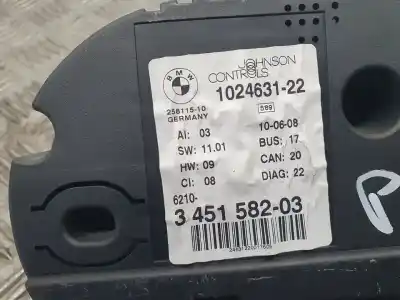 BMW
JOHNSON
CONTROLS
1024631-22
256115-10
GERMANY
589
AI: 03
10-06-08
SW: 11.01
BUS: 17
HW: 09
CAN: 20
CI: 08
DIAG: 22
6210-
3 451 582-03